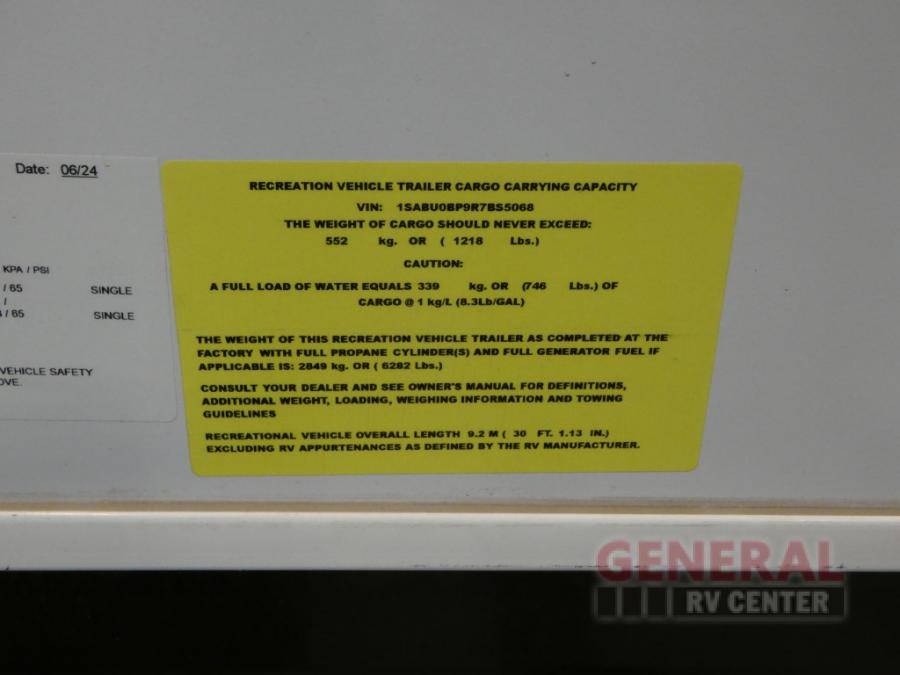 Date: 06/24
KPA / PSI
/ 65 SINGLE
/
/ 65 SINGLE
VEHICLE SAFETY
OVE.
RECREATION VEHICLE TRAILER CARGO CARRYING CAPACITY
VIN: 1SABU0BP9R7BS5068
THE WEIGHT OF CARGO SHOULD NEVER EXCEED:
552 kg. OR ( 1218 Lbs.)
CAUTION:
A FULL LOAD OF WATER EQUALS 339 kg. OR (746 Lbs.) OF
CARGO @ 1 kg/L (8.3Lb/GAL)
THE WEIGHT OF THIS RECREATION VEHICLE TRAILER AS COMPLETED AT THE
FACTORY WITH FULL PROPANE CYLINDER(S) AND FULL GENERATOR FUEL IF
APPLICABLE IS: 2849 kg. OR ( 6282 Lbs.)
CONSULT YOUR DEALER AND SEE OWNER'S MANUAL FOR DEFINITIONS,
ADDITIONAL WEIGHT, LOADING, WEIGHING INFORMATION AND TOWING
GUIDELINES
RECREATIONAL VEHICLE OVERALL LENGTH 9.2 M ( 30 FT. 1.13 IN.)
EXCLUDING RV APPURTENANCES AS DEFINED BY THE RV MANUFACTURER.
GENERAL
RV CENTER